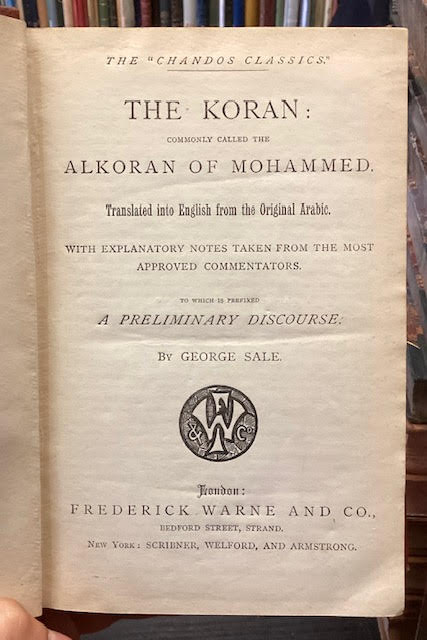 THE "CHANDOS CLASSICS."
THE KORAN:
COMMONLY CALLED THE
ALKORAN OF MOHAMMED.
Translated into English from the Original Arabic.
WITH EXPLANATORY NOTES TAKEN FROM THE MOST
APPROVED COMMENTATORS.
TO WHICH IS PREFIXED
A PRELIMINARY DISCOURSE.
BY GEORGE SALE.
F W & Co
London:
FREDERICK WARNE AND CO.,
BEDFORD STREET, STRAND.
NEW YORK: SCRIBNER, WELFORD, AND ARMSTRONG.